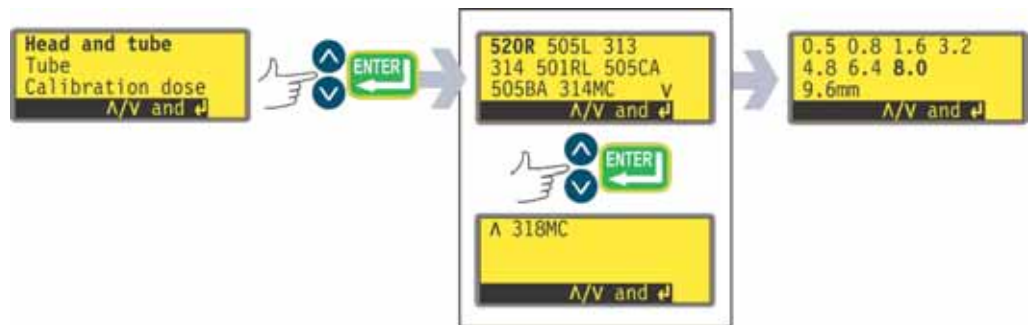 Head and tube
Tube
Calibration dose
Λ/V and ↵
ENTER
520R 505L 313
314 501RL 505CA
505BA 314MC V
Λ/V and ↵
ENTER
Λ 318MC
Λ/V and ↵
0.5 0.8 1.6 3.2
4.8 6.4 8.0
9.6mm
Λ/V and ↵